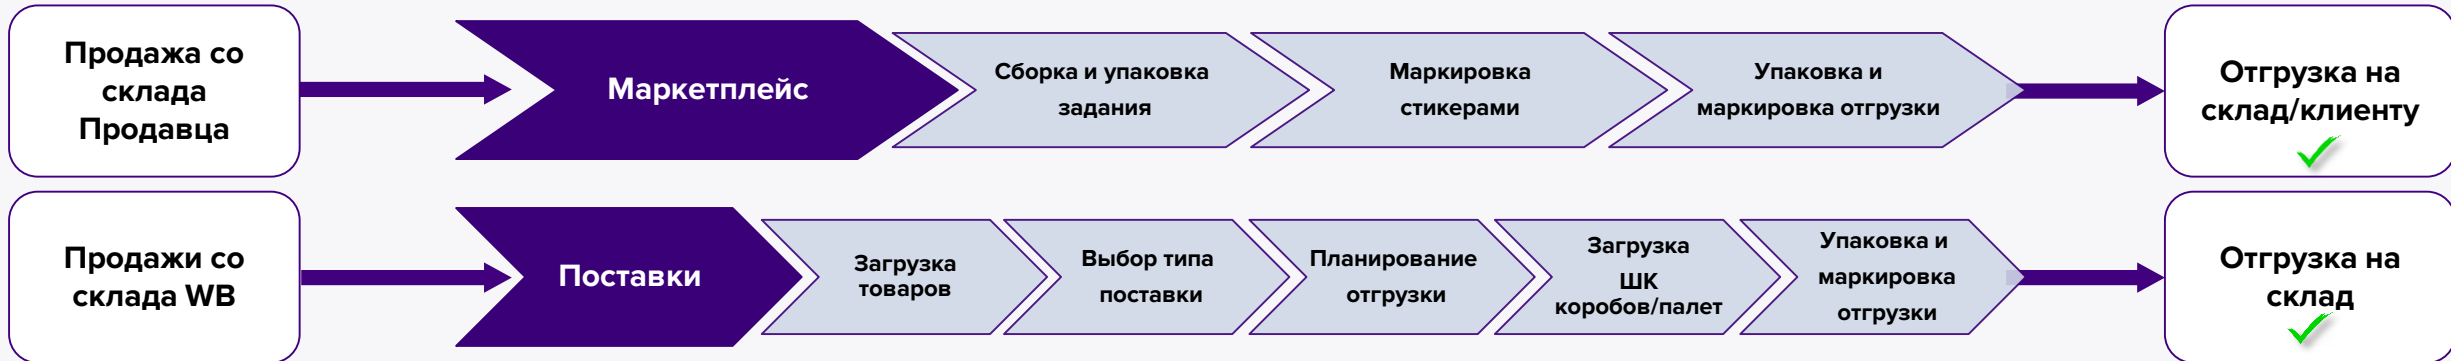 Продажа со
склада
Продавца
Маркетплейс
Сборка и упаковка
задания
Маркировка
стикерами
Упаковка и
маркировка отгрузки
Отгрузка на
склад/клиенту
Продажи со
склада WB
Поставки
Загрузка
товаров
Выбор типа
поставки
Планирование
отгрузки
Загрузка
ШК
коробов/палет
Упаковка и
маркировка
отгрузки
Отгрузка на
склад